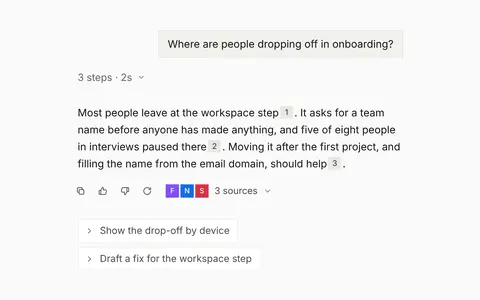 Where are people dropping off in onboarding?
3 steps · 2s
Most people leave at the workspace step 1 . It asks for a team
name before anyone has made anything, and five of eight people
in interviews paused there 2 . Moving it after the first project, and
filling the name from the email domain, should help 3 .
F N S 3 sources
Show the drop-off by device
Draft a fix for the workspace step